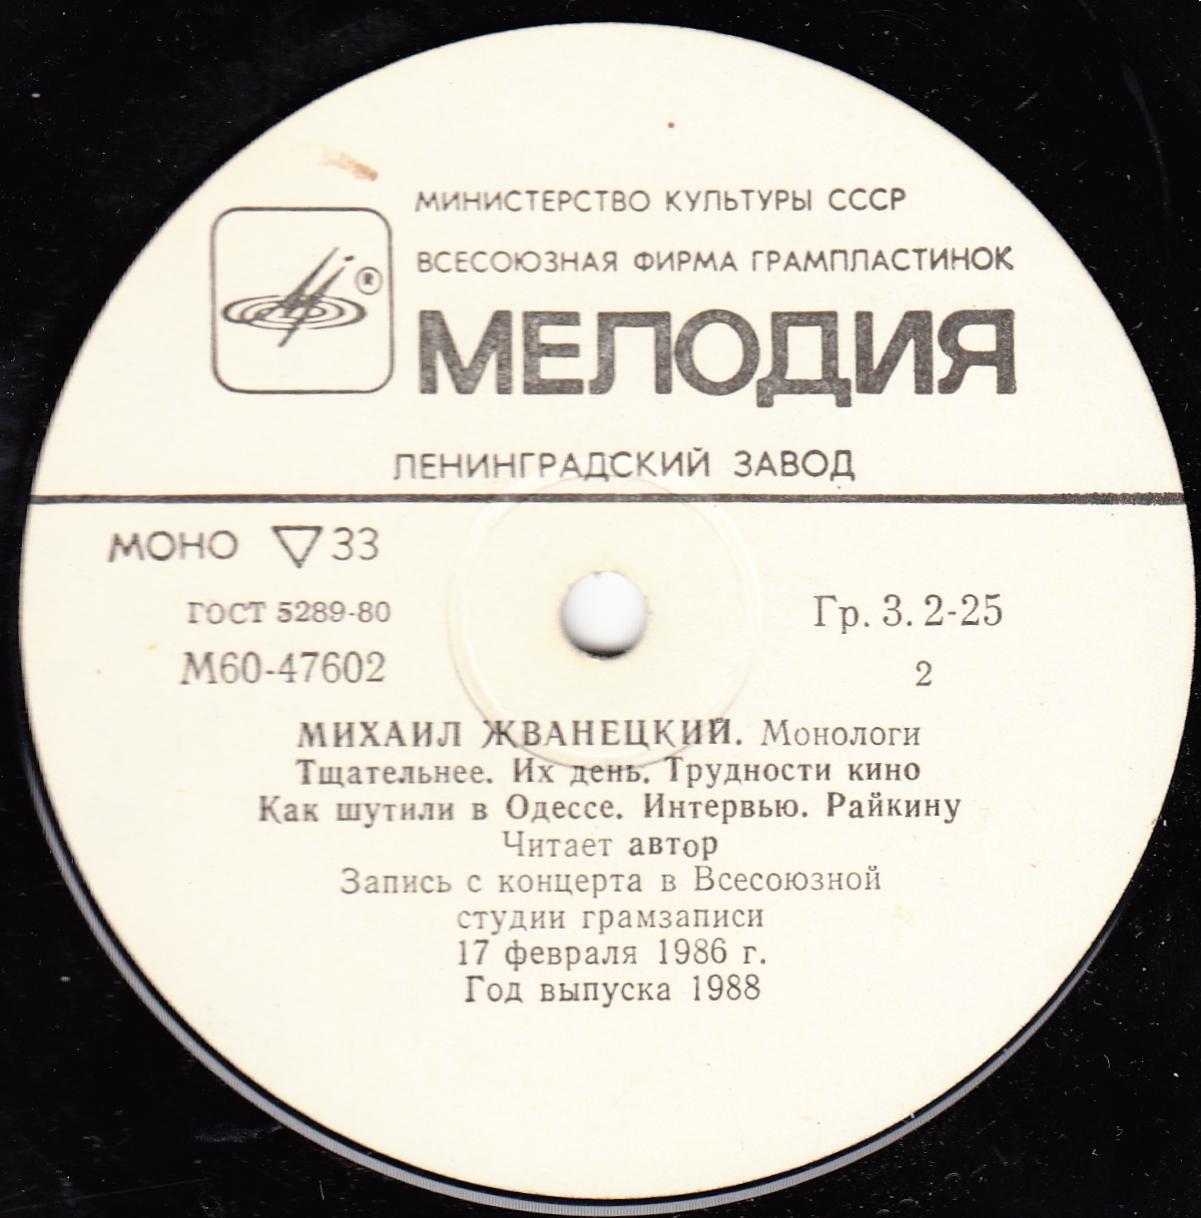 МИНИСТЕРСТВО КУЛЬТУРЫ СССР
ВСЕСОЮЗНАЯ ФИРМА ГРАМПЛАСТИНОК
®
МЕЛОДИЯ
ЛЕНИНГРАДСКИЙ ЗАВОД
МОНО ▽ 33
ГОСТ 5289-80
Гр. 3. 2-25
М60-47602
2
МИХАИЛ ЖВАНЕЦКИЙ. Монологи
Тщательнее. Их день. Трудности кино
Как шутили в Одессе. Интервью. Райкину
Читает автор
Запись с концерта в Всесоюзной
студии грамзаписи
17 февраля 1986 г.
Год выпуска 1988